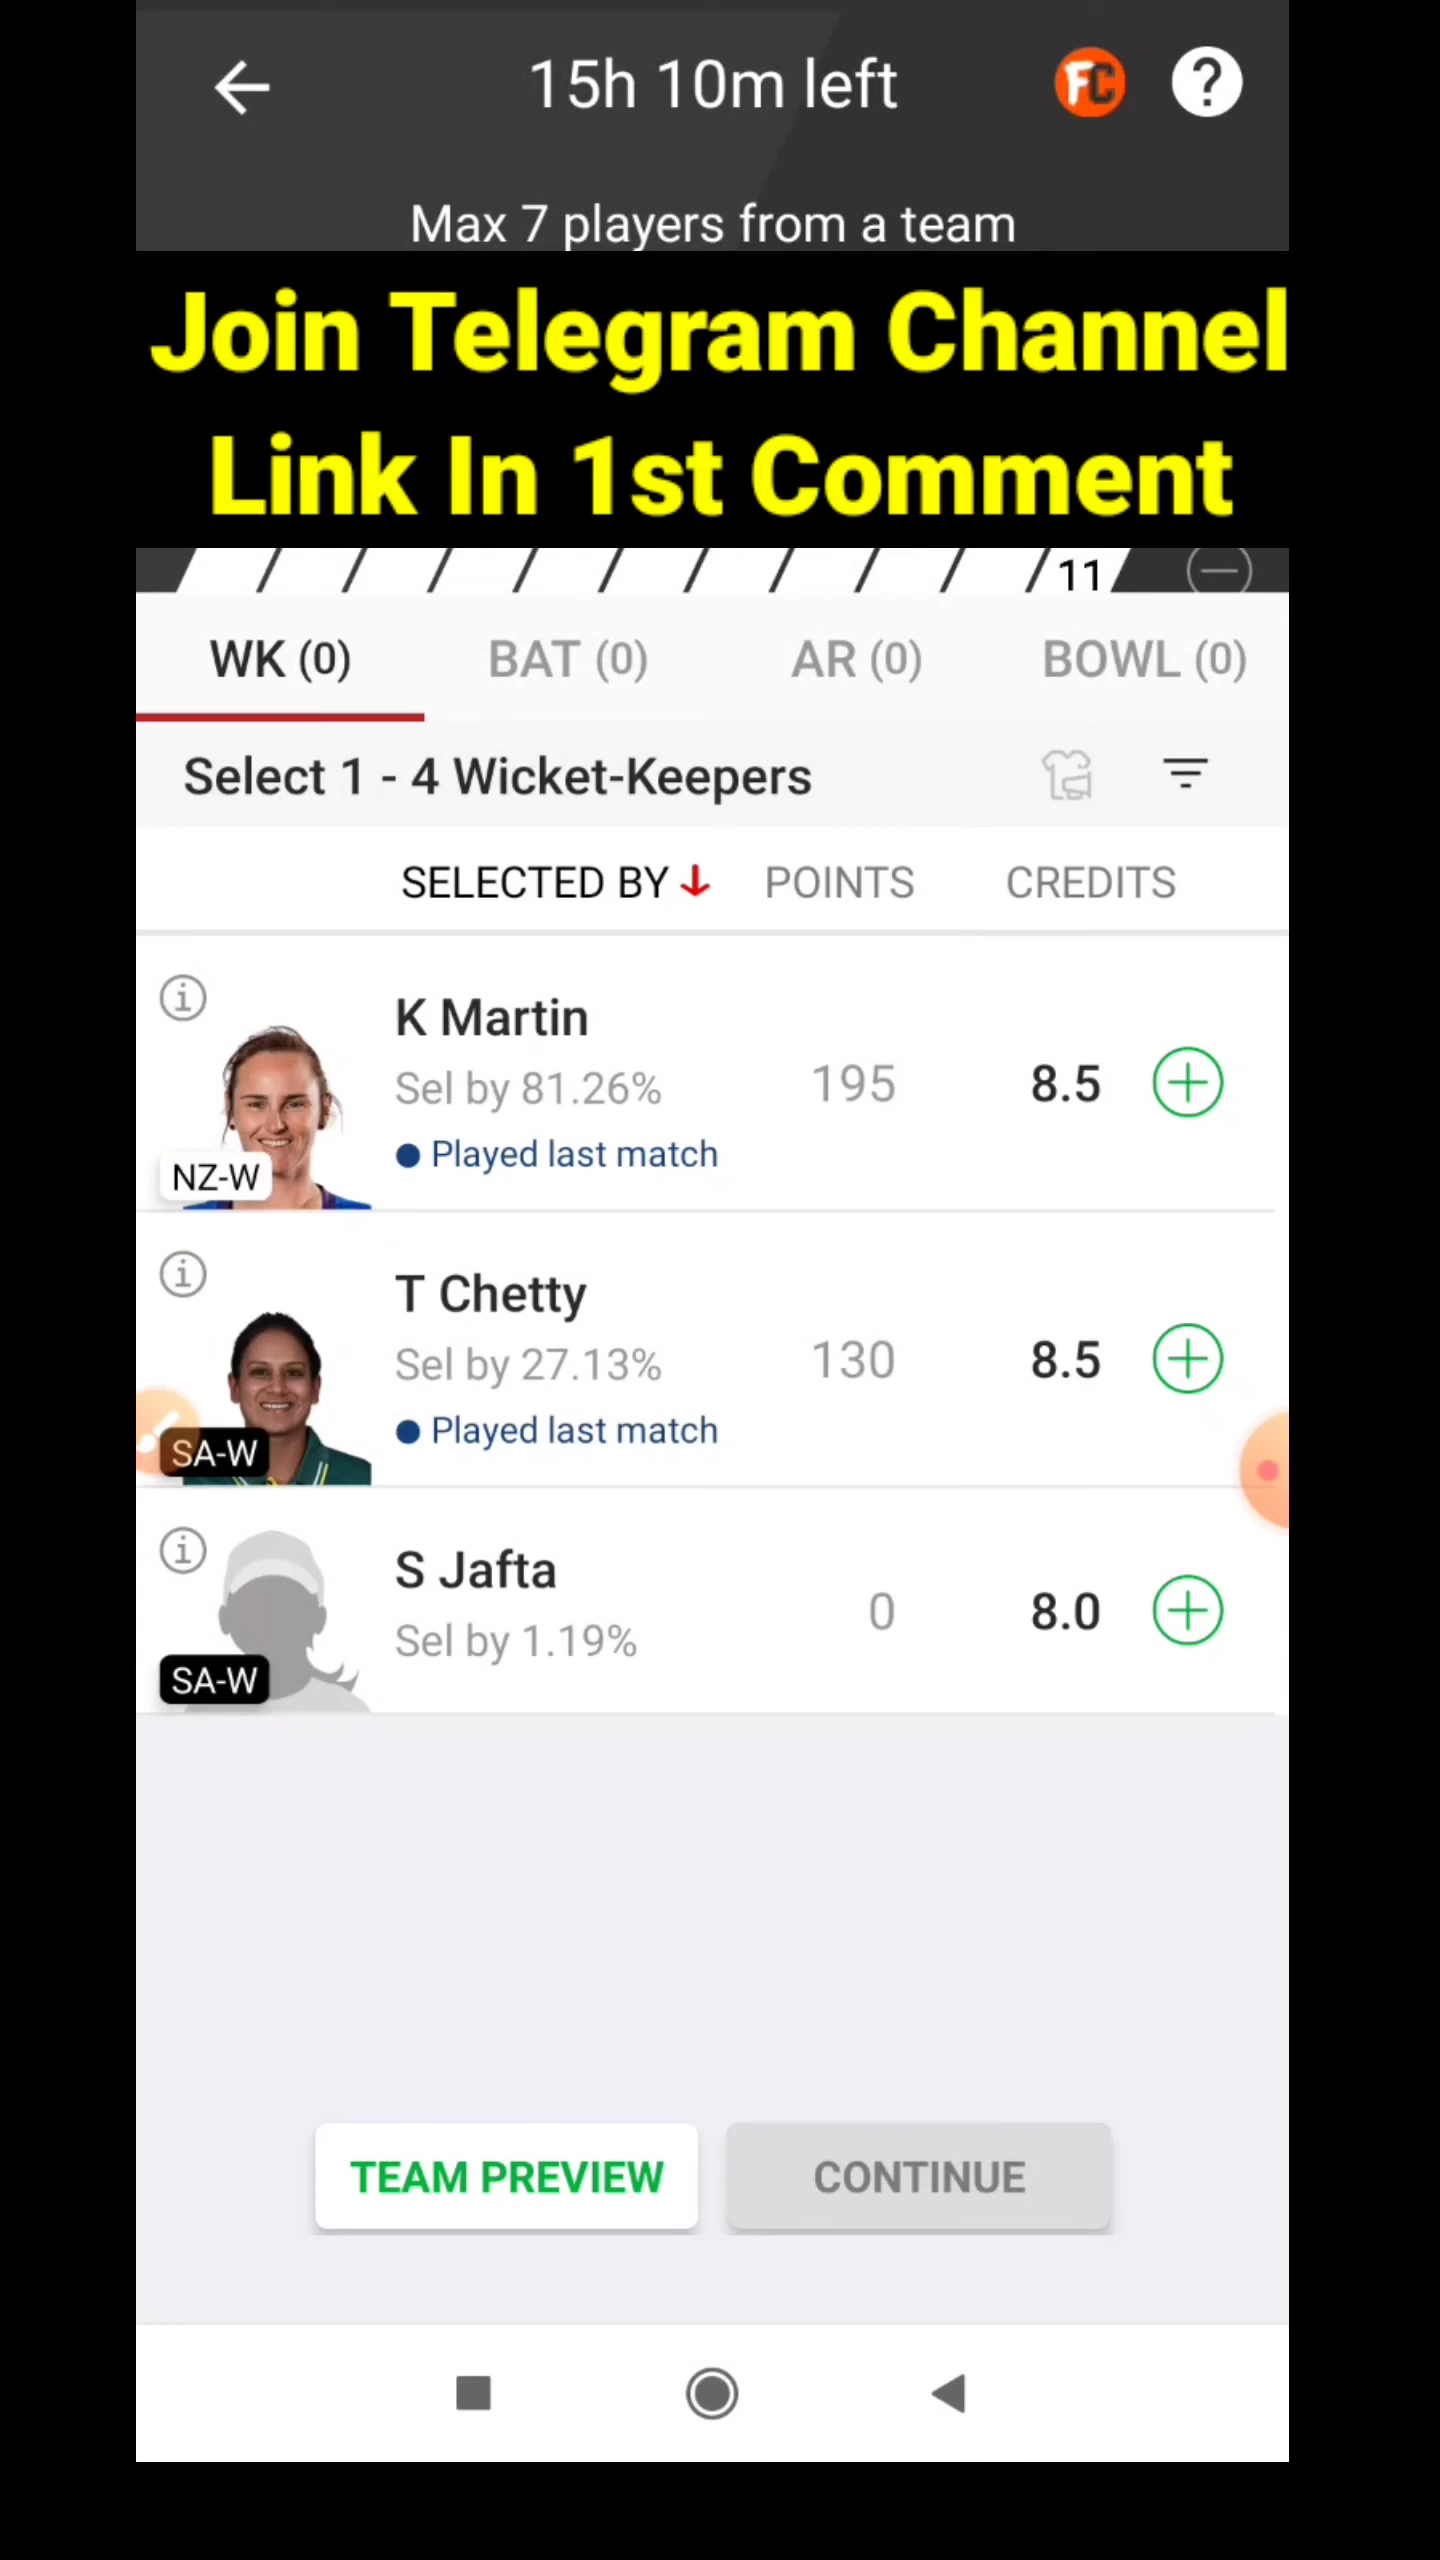 15h 10m left
FC
?
Max 7 players from a team
Join Telegram Channel
Link In 1st Comment
11
WK (0) BAT (0) AR (0) BOWL (0)
Select 1 - 4 Wicket-Keepers
SELECTED BY POINTS CREDITS
K Martin
Sel by 81.26% 195 8.5
Played last match
NZ-W
T Chetty
Sel by 27.13% 130 8.5
Played last match
SA-W
S Jafta
Sel by 1.19% 0 8.0
SA-W
TEAM PREVIEW CONTINUE